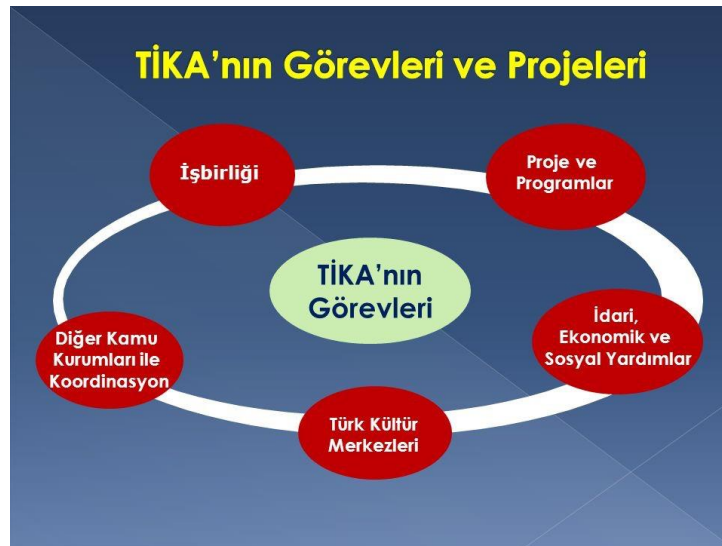 TİKA’nın Görevleri ve Projeleri
İşbirliği
Proje ve
Programlar
TİKA’nın
Görevleri
İdari,
Ekonomik ve
Sosyal Yardımlar
Diğer Kamu
Kurumları ile
Koordinasyon
Türk Kültür
Merkezleri